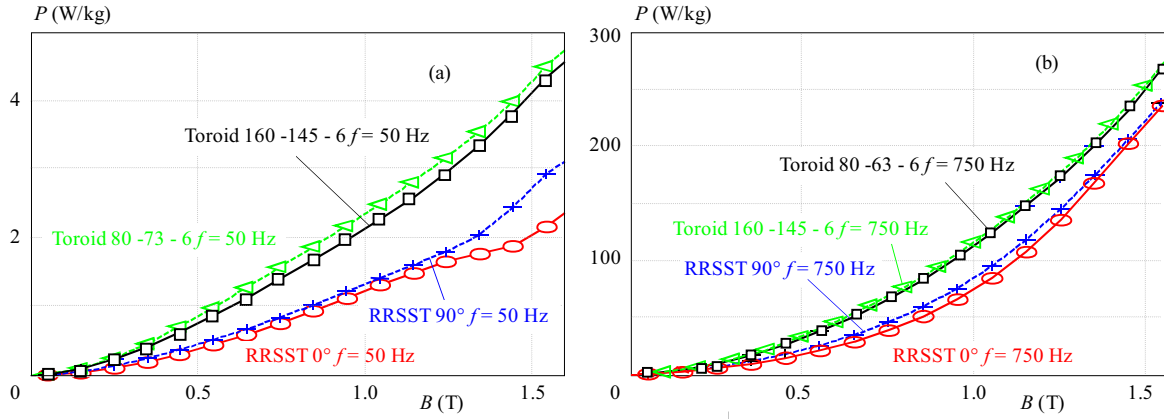 P (W/kg)
(a)
4
Toroid 160 -145 - 6 f = 50 Hz
2
Toroid 80 -73 - 6 f = 50 Hz
RRSST 90° f = 50 Hz
RRSST 0° f = 50 Hz
0
0.5
1.0
B (T)
1.5
P (W/kg)
300
(b)
200
Toroid 80 -63 - 6 f = 750 Hz
Toroid 160 -145 - 6 f = 750 Hz
100
RRSST 90° f = 750 Hz
RRSST 0° f = 750 Hz
0
0.5
1.0
B (T)
1.5